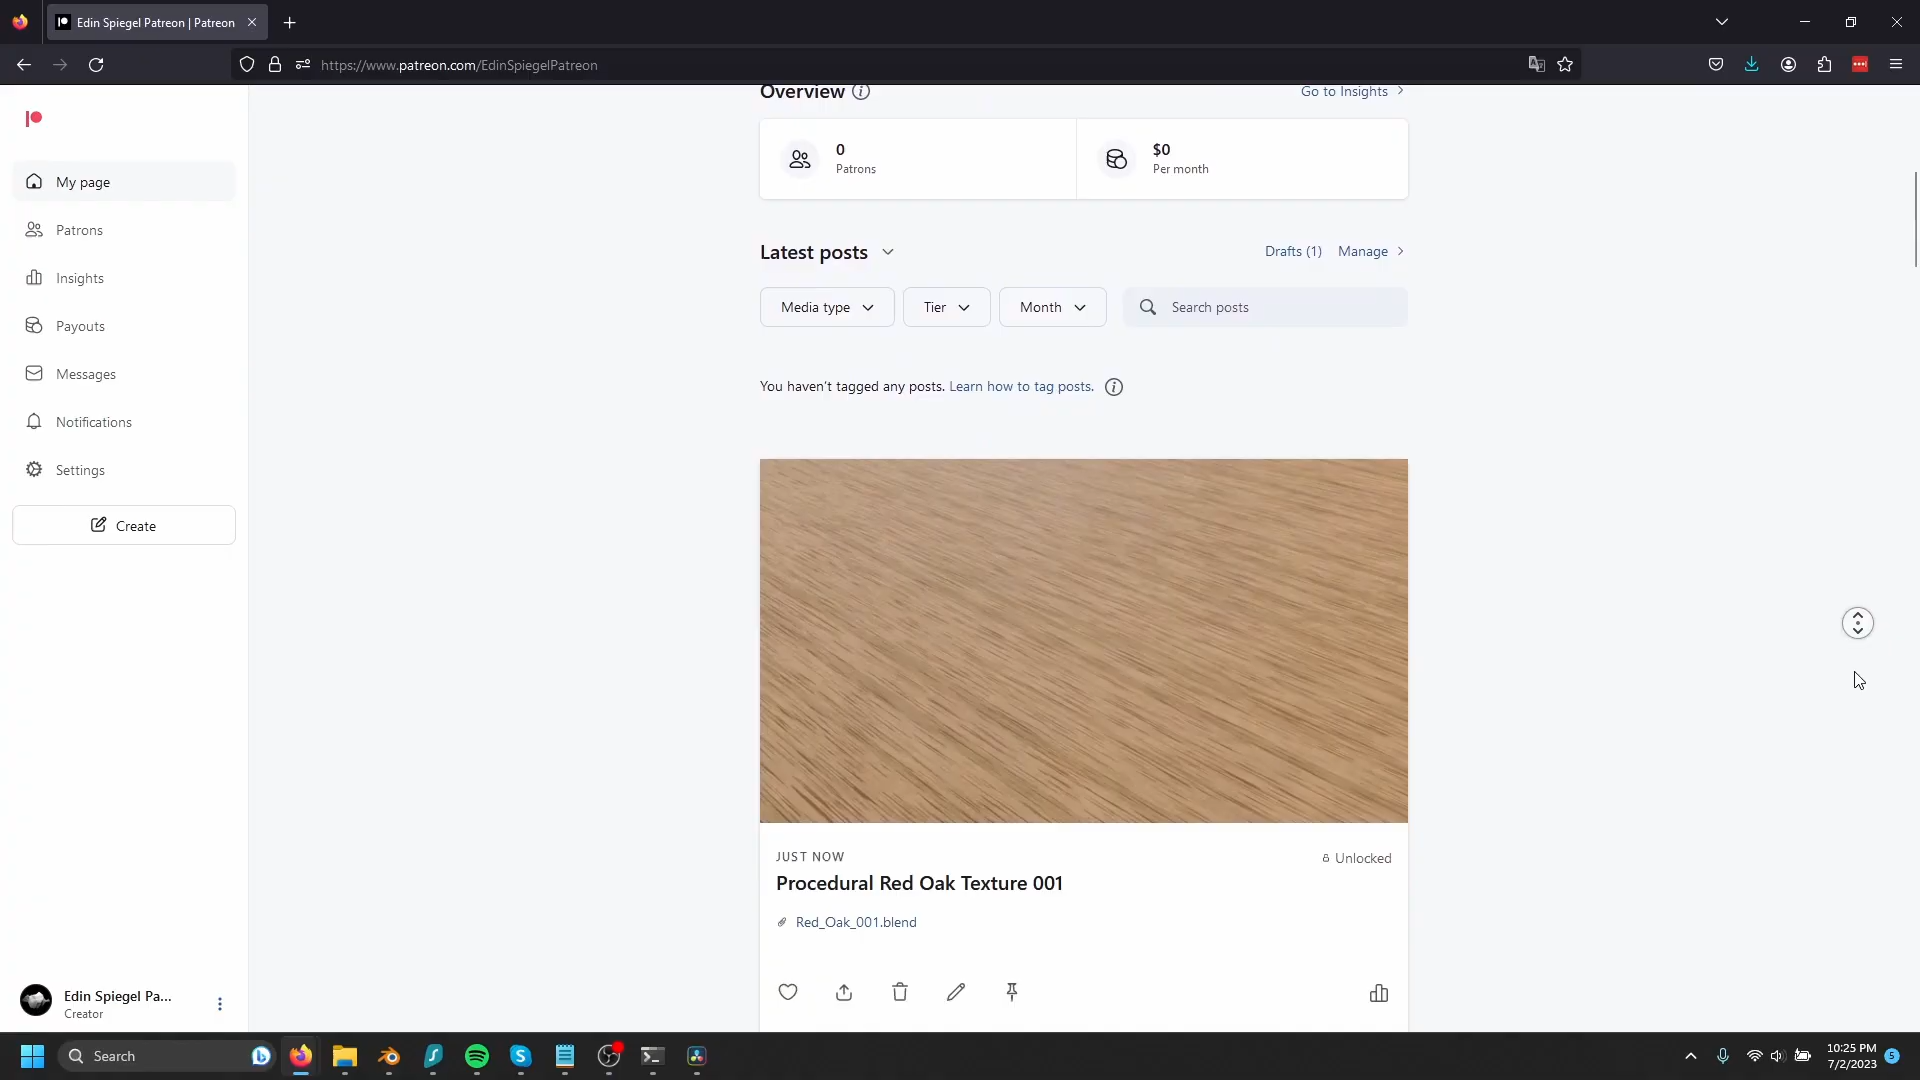 Edin Spiegel Patreon | Patreon
https://www.patreon.com/EdinSpiegelPatreon
My page
Patrons
Insights
Payouts
Messages
Notifications
Settings
Create
Edin Spiegel Pa...
Creator
Overview
Go to Insights
0
Patrons
$0
Per month
Latest posts
Drafts (1)
Manage
Media type
Tier
Month
Search posts
You haven't tagged any posts. Learn how to tag posts.
JUST NOW
Unlocked
Procedural Red Oak Texture 001
Red_Oak_001.blend
Search
10:25 PM
7/2/2023
5